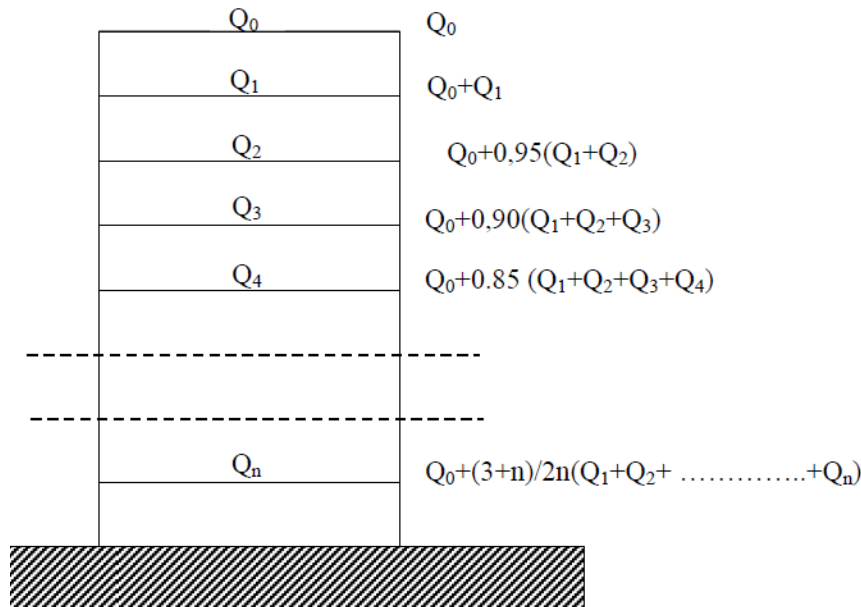 Q₀ Q₀
Q₁ Q₀+Q₁
Q₂ Q₀+0,95(Q₁+Q₂)
Q₃ Q₀+0,90(Q₁+Q₂+Q₃)
Q₄ Q₀+0.85 (Q₁+Q₂+Q₃+Q₄)
Qₙ Q₀+(3+n)/2n(Q₁+Q₂+ …………..+Qₙ)